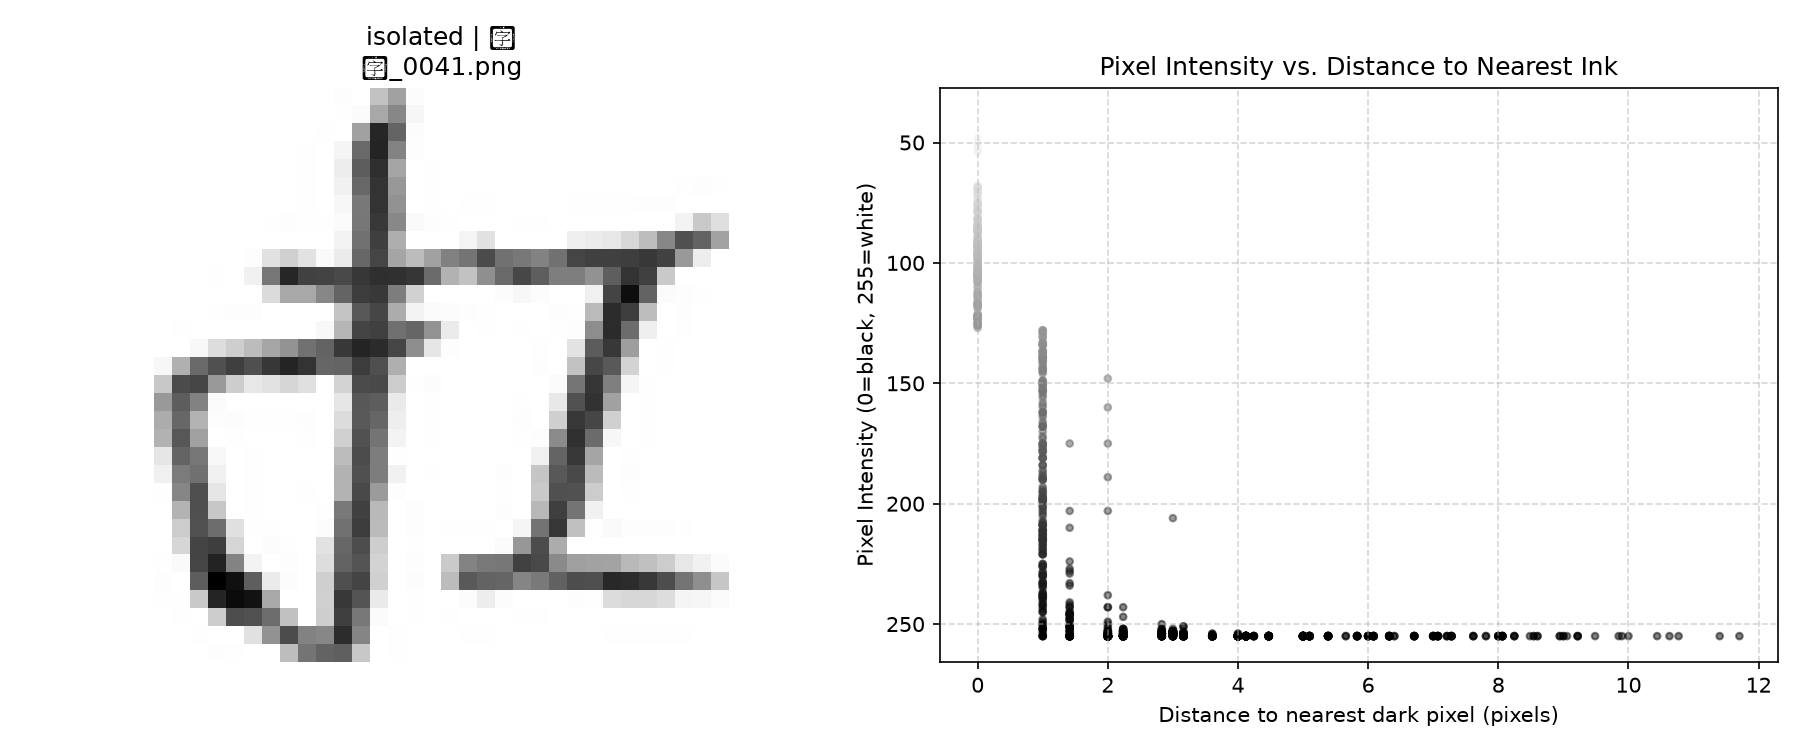 isolated |
_0041.png
Pixel Intensity vs. Distance to Nearest Ink
Pixel Intensity (0=black, 255=white)
50
100
150
200
250
0 2 4 6 8 10 12
Distance to nearest dark pixel (pixels)